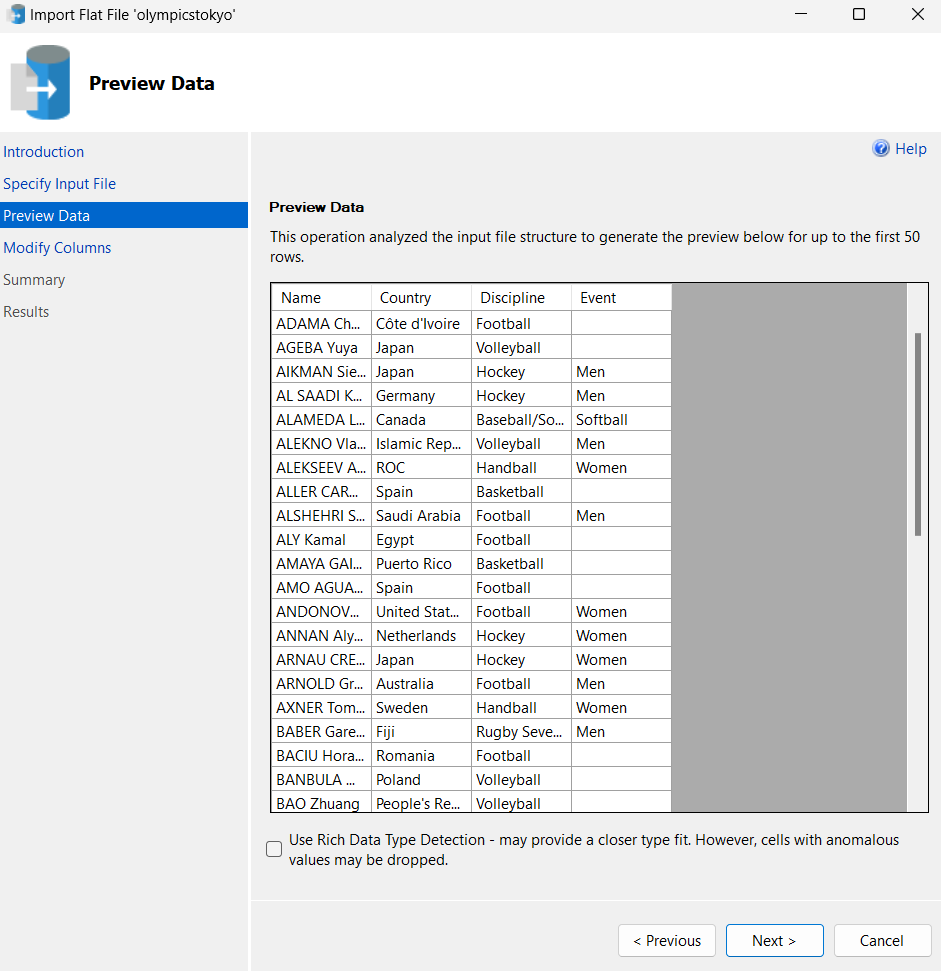 Import Flat File 'olympicstokyo'
Preview Data
Introduction
Specify Input File
Preview Data
Modify Columns
Summary
Results
Help
Preview Data
This operation analyzed the input file structure to generate the preview below for up to the first 50
rows.
Name Country Discipline Event
ADAMA Ch... Côte d'Ivoire Football
AGEBA Yuya Japan Volleyball
AIKMAN Sie... Japan Hockey Men
AL SAADI K... Germany Hockey Men
ALAMEDA L... Canada Baseball/So... Softball
ALEKNO Vla... Islamic Rep... Volleyball Men
ALEKSEEV A... ROC Handball Women
ALLER CAR... Spain Basketball
ALSHEHRI S... Saudi Arabia Football Men
ALY Kamal Egypt Football
AMAYA GAI... Puerto Rico Basketball
AMO AGUA... Spain Football
ANDONOV... United Stat... Football Women
ANNAN Aly... Netherlands Hockey Women
ARNAU CRE... Japan Hockey Women
ARNOLD Gr... Australia Football Men
AXNER Tom... Sweden Handball Women
BABER Gare... Fiji Rugby Seve... Men
BACIU Hora... Romania Football
BANBULA ... Poland Volleyball
BAO Zhuang People's Re... Volleyball
Use Rich Data Type Detection - may provide a closer type fit. However, cells with anomalous
values may be dropped.
< Previous Next > Cancel